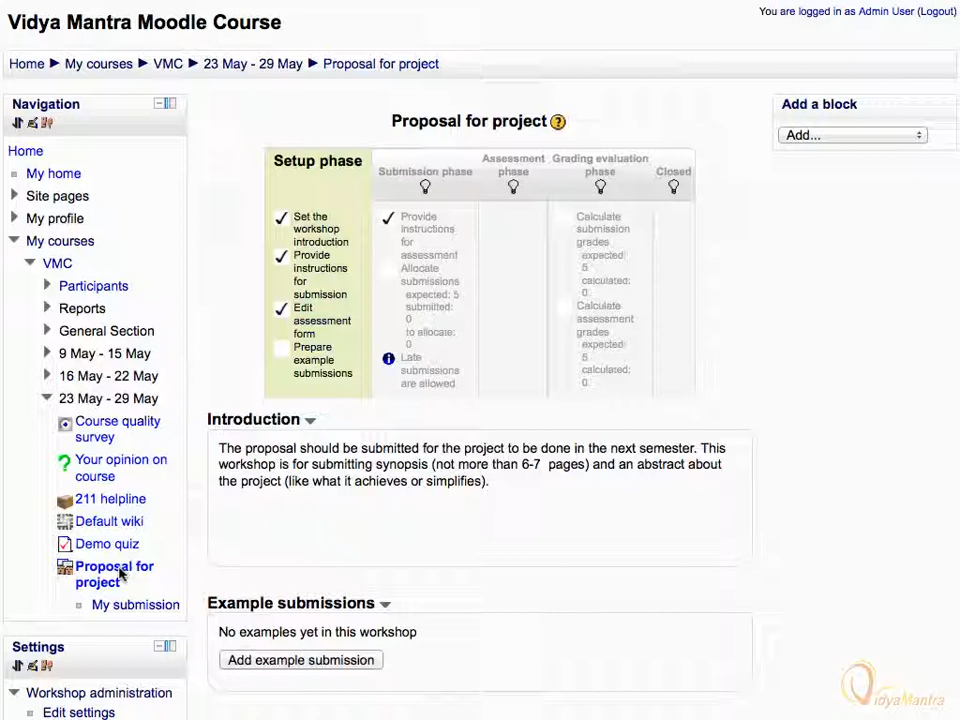 Vidya Mantra Moodle Course
You are logged in as Admin User (Logout)
Home ► My courses ► VMC ► 23 May - 29 May ► Proposal for project
Navigation
Home
My home
Site pages
My profile
My courses
VMC
Participants
Reports
General Section
9 May - 15 May
16 May - 22 May
23 May - 29 May
Course quality
survey
Your opinion on
course
211 helpline
Default wiki
Demo quiz
Proposal for
project
My submission
Settings
Workshop administration
Edit settings
Proposal for project
Setup phase
Set the
workshop
introduction
Provide
instructions
for
submission
Edit
assessment
form
Prepare
example
submissions
Submission phase
Provide
instructions
for
assessment
Allocate
submissions
expected: 5
submitted:
0
to allocate:
0
Late
submissions
are allowed
Assessment
phase
Grading evaluation
phase
Calculate
submission
grades
expected:
5
calculated:
0
Calculate
assessment
grades
expected:
5
calculated:
0
Closed
Introduction
The proposal should be submitted for the project to be done in the next semester. This
workshop is for submitting synopsis (not more than 6-7 pages) and an abstract about
the project (like what it achieves or simplifies).
Example submissions
No examples yet in this workshop
Add example submission
Add a block
Add...
VidyaMantra